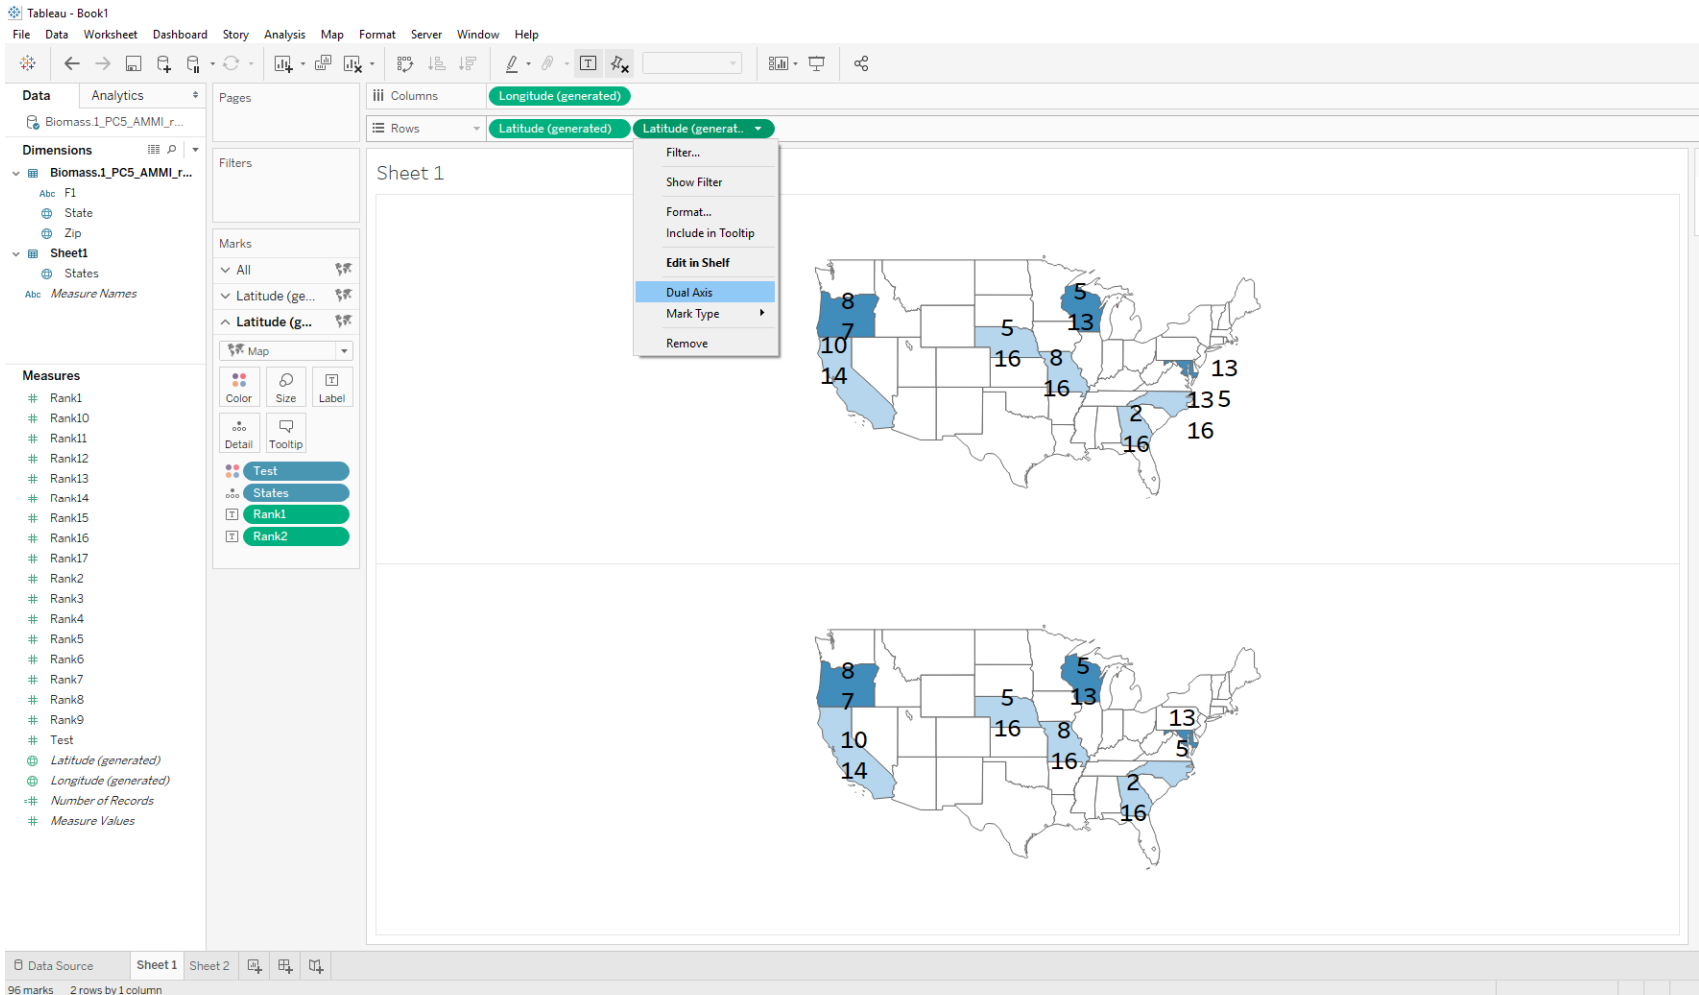 Tableau - Book1
File Data Worksheet Dashboard Story Analysis Map Format Server Window Help
Data Analytics
Biomass.1_PC5_AMMI_r...
Dimensions
Biomass.1_PC5_AMMI_r...
Abc F1
State
Zip
Sheet1
States
Abc Measure Names
Measures
# Rank1
# Rank10
# Rank11
# Rank12
# Rank13
# Rank14
# Rank15
# Rank16
# Rank17
# Rank2
# Rank3
# Rank4
# Rank5
# Rank6
# Rank7
# Rank8
# Rank9
# Test
Latitude (generated)
Longitude (generated)
=# Number of Records
# Measure Values
Pages
Filters
Marks
All
Latitude (ge...
Latitude (g...
Map
Color Size Label
Detail Tooltip
Test
States
Rank1
Rank2
Columns Longitude (generated)
Rows Latitude (generated) Latitude (generat..
Filter...
Show Filter
Format...
Include in Tooltip
Edit in Shelf
Dual Axis
Mark Type
Remove
Sheet 1
8
7
10
14
5
16
5
13
8
16
13
5
13
16
2
16
8
7
10
14
5
16
5
13
8
16
13
5
2
16
Data Source Sheet 1 Sheet 2
96 marks 2 rows by 1 column